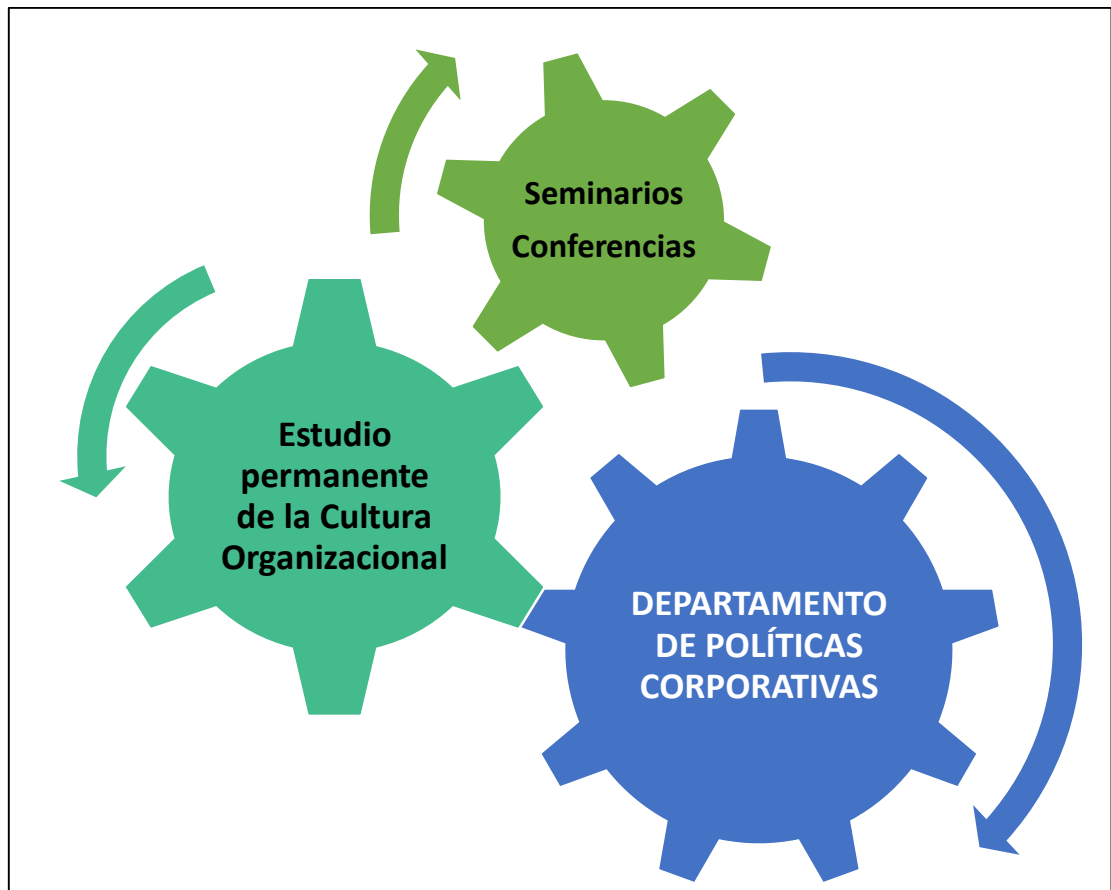 Seminarios
Conferencias
Estudio
permanente
de la Cultura
Organizacional
DEPARTAMENTO
DE POLÍTICAS
CORPORATIVAS